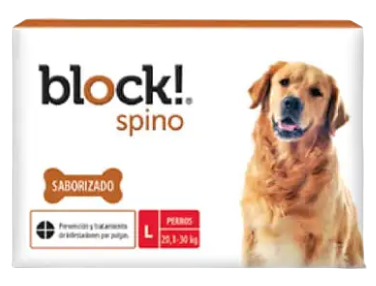 block!®
spino
SABORIZADO
Prevención y tratamiento
de infestaciones por pulgas.
L
PERROS
20,1-30 kg